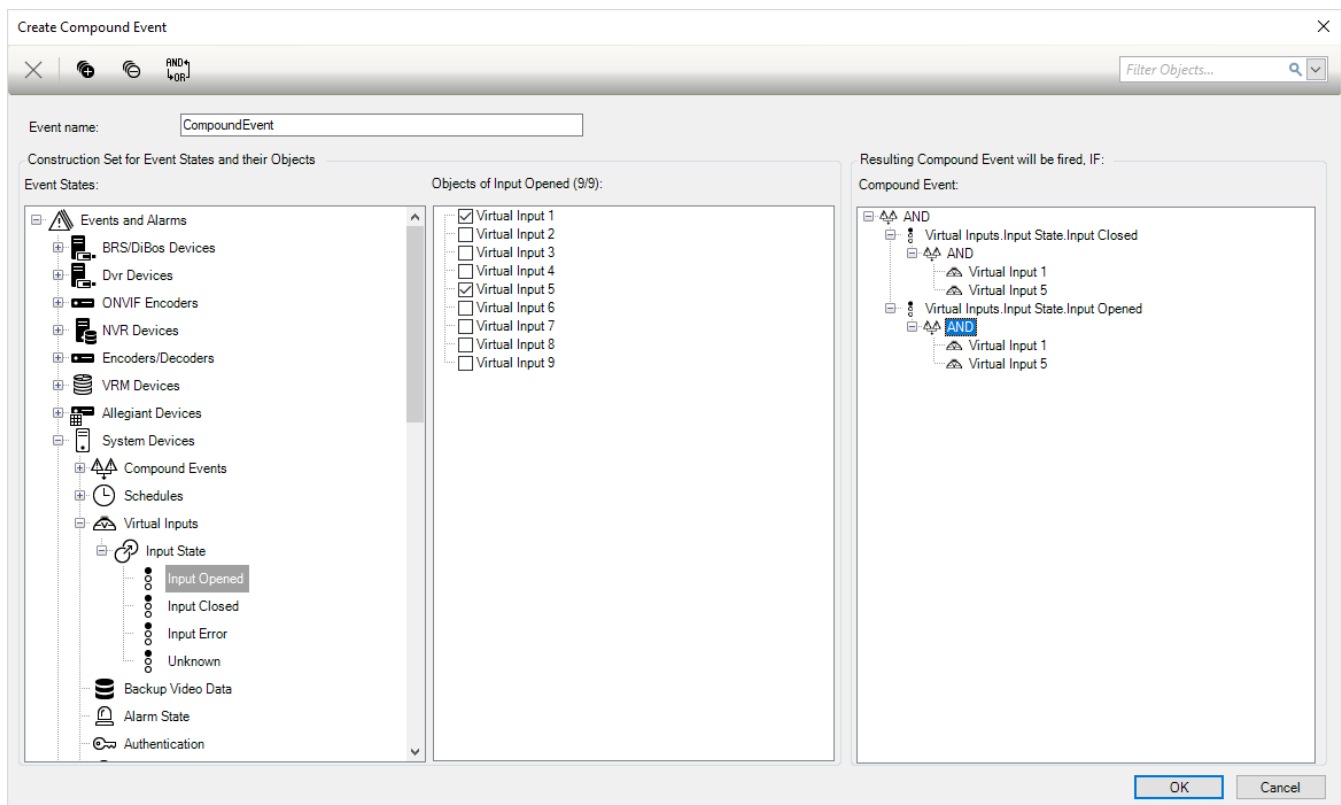 Create Compound Event
AND
OR
Filter Objects...
Event name:
CompoundEvent
Construction Set for Event States and their Objects
Event States:
Events and Alarms
BRS/DiBos Devices
Dvr Devices
ONVIF Encoders
NVR Devices
Encoders/Decoders
VRM Devices
Allegiant Devices
System Devices
Compound Events
Schedules
Virtual Inputs
Input State
Input Opened
Input Closed
Input Error
Unknown
Backup Video Data
Alarm State
Authentication
Objects of Input Opened (9/9):
Virtual Input 1
Virtual Input 2
Virtual Input 3
Virtual Input 4
Virtual Input 5
Virtual Input 6
Virtual Input 7
Virtual Input 8
Virtual Input 9
Resulting Compound Event will be fired, IF:
Compound Event:
AND
Virtual Inputs.Input State.Input Closed
AND
Virtual Input 1
Virtual Input 5
Virtual Inputs.Input State.Input Opened
AND
Virtual Input 1
Virtual Input 5
OK
Cancel